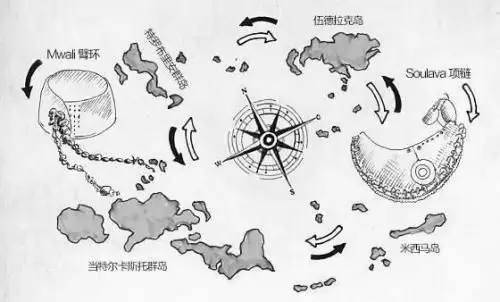 伍德拉克岛
Mwali 臂环
特罗布里安群岛
Soulava 项链
N
E
W
S
米西马岛
当特尔卡斯托群岛